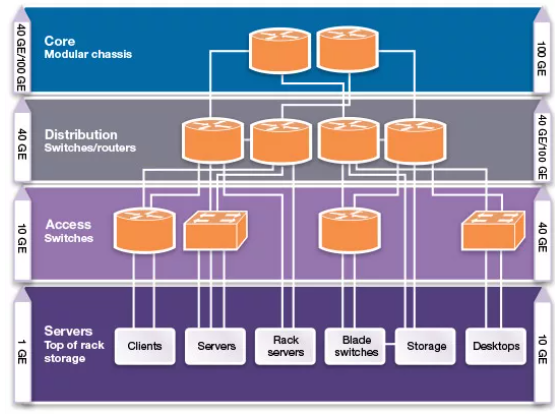 40 GE/100 GE
Core
Modular chassis
100 GE
40 GE
Distribution
Switches/routers
40 GE/100 GE
10 GE
Access
Switches
40 GE
1 GE
Servers
Top of rack
storage
Clients
Servers
Rack
servers
Blade
switches
Storage
Desktops
10 GE